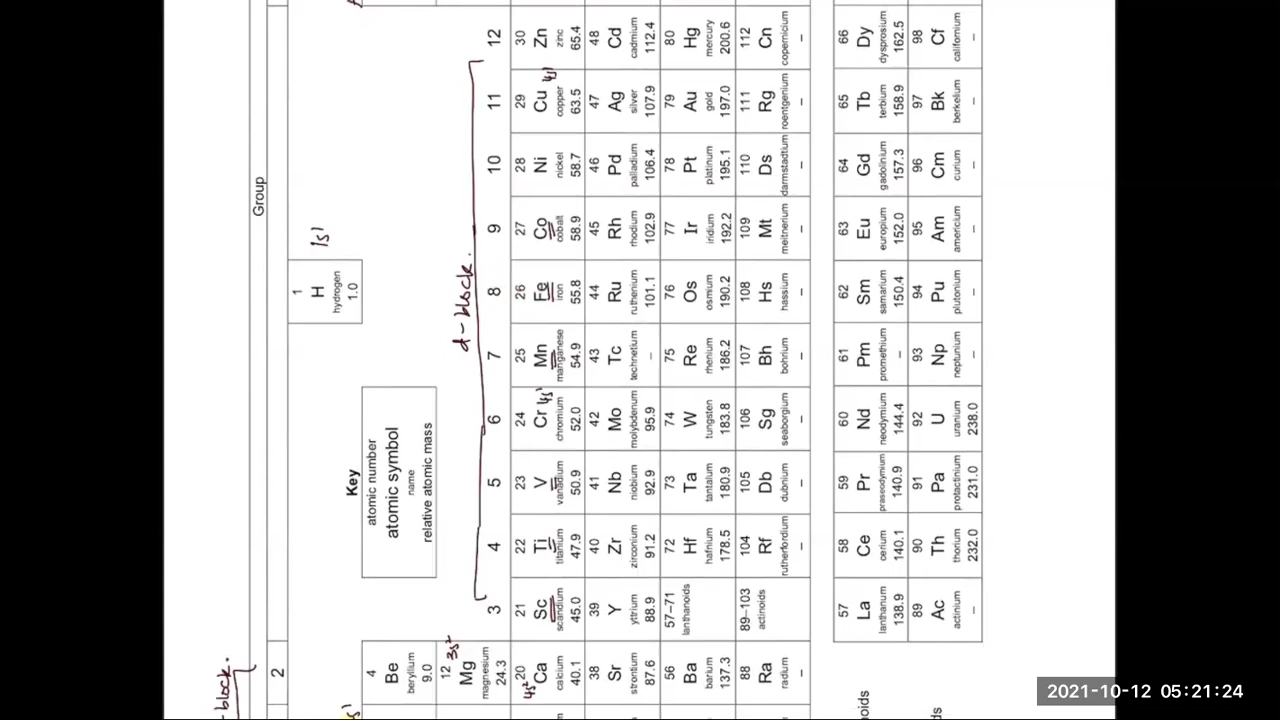 -block.
Group
2
1
H
hydrogen
1.0
1s¹
Key
atomic number
atomic symbol
name
relative atomic mass
4
Be
beryllium
9.0
12 3s²
Mg
magnesium
24.3
d-block.
3 4 5 6 7 8 9 10 11 12
4s² 20 21 22 23 24 25 26 27 28 29 30
Ca Sc Ti V Cr 4s¹ Mn Fe Co Ni Cu 4s¹ Zn
calcium scandium titanium vanadium chromium manganese iron cobalt nickel copper zinc
40.1 45.0 47.9 50.9 52.0 54.9 55.8 58.9 58.7 63.5 65.4
38 39 40 41 42 43 44 45 46 47 48
Sr Y Zr Nb Mo Tc Ru Rh Pd Ag Cd
strontium yttrium zirconium niobium molybdenum technetium ruthenium rhodium palladium silver cadmium
87.6 88.9 91.2 92.9 95.9 – 101.1 102.9 106.4 107.9 112.4
56 57–71 72 73 74 75 76 77 78 79 80
Ba lanthanoids Hf Ta W Re Os Ir Pt Au Hg
barium hafnium tantalum tungsten rhenium osmium iridium platinum gold mercury
137.3 178.5 180.9 183.8 186.2 190.2 192.2 195.1 197.0 200.6
88 89–103 104 105 106 107 108 109 110 111 112
Ra actinoids Rf Db Sg Bh Hs Mt Ds Rg Cn
radium rutherfordium dubnium seaborgium bohrium hassium meitnerium darmstadtium roentgenium copernicium
– – – – – – – – – –
57 58 59 60 61 62 63 64 65 66
noids La Ce Pr Nd Pm Sm Eu Gd Tb Dy
lanthanum cerium praseodymium neodymium promethium samarium europium gadolinium terbium dysprosium
138.9 140.1 140.9 144.4 – 150.4 152.0 157.3 158.9 162.5
89 90 91 92 93 94 95 96 97 98
ds Ac Th Pa U Np Pu Am Cm Bk Cf
actinium thorium protactinium uranium neptunium plutonium americium curium berkelium californium
– 232.0 231.0 238.0 – – – – – –
2021-10-12 05:21:24